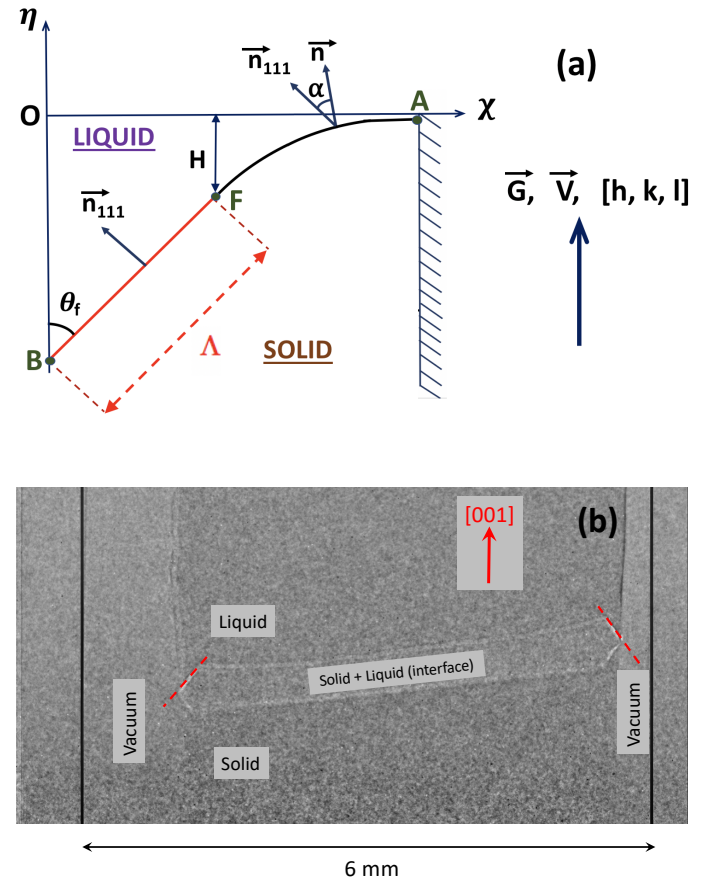 η
(a)
n₁₁₁
n
α
A
O
χ
LIQUID
H
G, V, [h, k, l]
n₁₁₁
F
θf
Λ
B
SOLID
[001]
(b)
Liquid
Solid + Liquid (interface)
Vacuum
Vacuum
Solid
6 mm